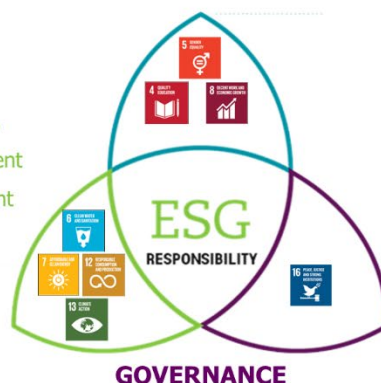 5 GENDER
EQUALITY
4 QUALITY
EDUCATION
8 DECENT WORK AND
ECONOMIC GROWTH
ent
nt
6 CLEAN WATER
AND SANITATION
ESG
RESPONSIBILITY
7 AFFORDABLE AND
CLEAN ENERGY
12 RESPONSIBLE
CONSUMPTION
AND PRODUCTION
16 PEACE, JUSTICE
AND STRONG
INSTITUTIONS
13 CLIMATE
ACTION
GOVERNANCE